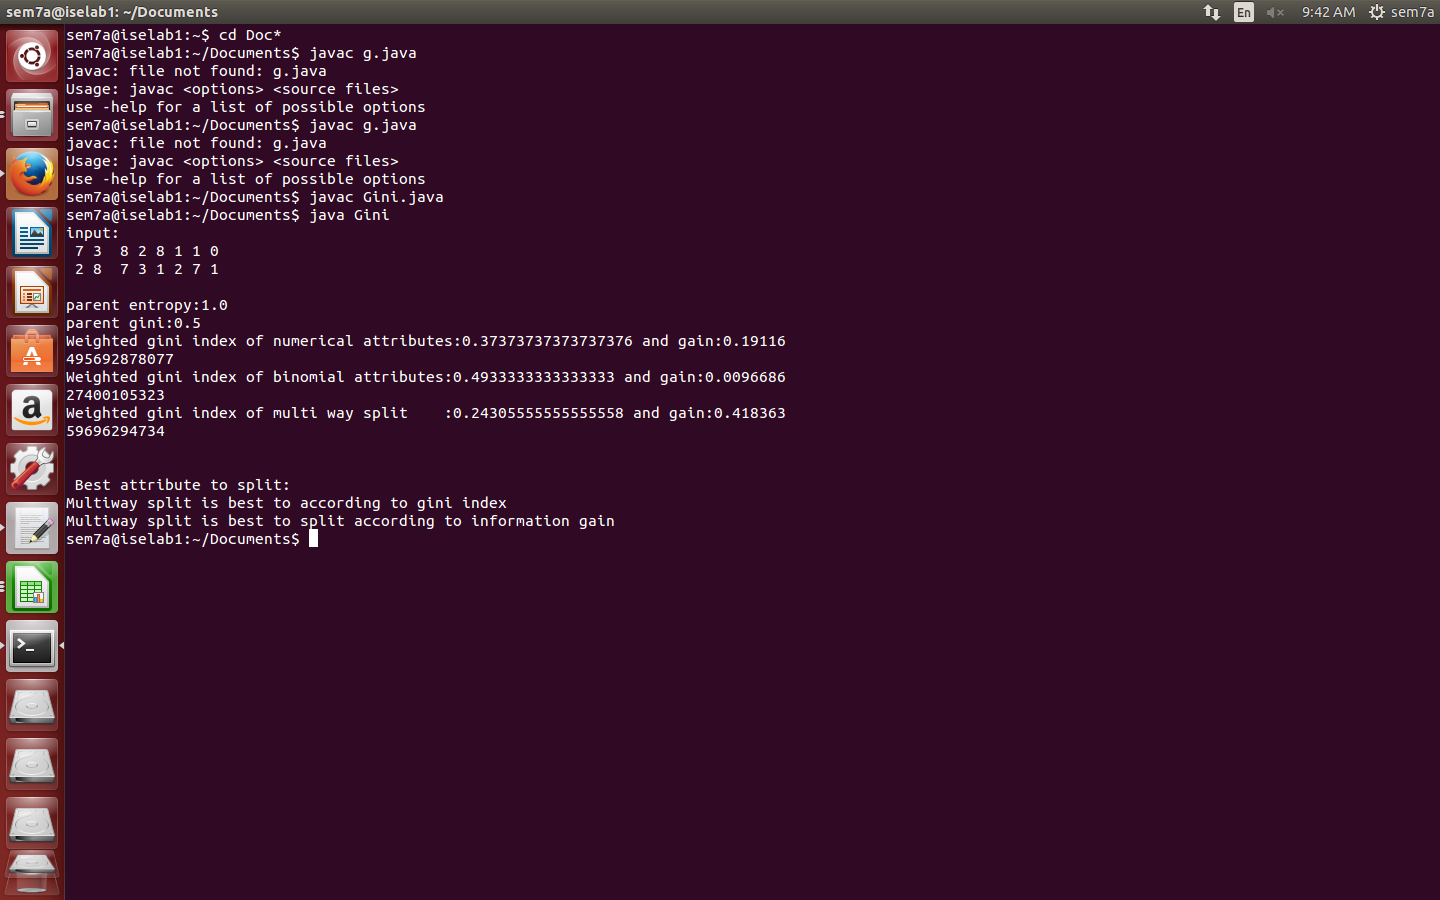 sem7a@iselab1: ~/Documents
En
9:42 AM
sem7a
sem7a@iselab1:~$ cd Doc*
sem7a@iselab1:~/Documents$ javac g.java
javac: file not found: g.java
Usage: javac <options> <source files>
use -help for a list of possible options
sem7a@iselab1:~/Documents$ javac g.java
javac: file not found: g.java
Usage: javac <options> <source files>
use -help for a list of possible options
sem7a@iselab1:~/Documents$ javac Gini.java
sem7a@iselab1:~/Documents$ java Gini
input:
 7 3  8 2 8 1 1 0
 2 8  7 3 1 2 7 1
parent entropy:1.0
parent gini:0.5
Weighted gini index of numerical attributes:0.37373737373737376 and gain:0.19116
495692878077
Weighted gini index of binomial attributes:0.4933333333333333 and gain:0.0096686
27400105323
Weighted gini index of multi way split    :0.24305555555555558 and gain:0.418363
59696294734
 Best attribute to split:
Multiway split is best to according to gini index
Multiway split is best to split according to information gain
sem7a@iselab1:~/Documents$